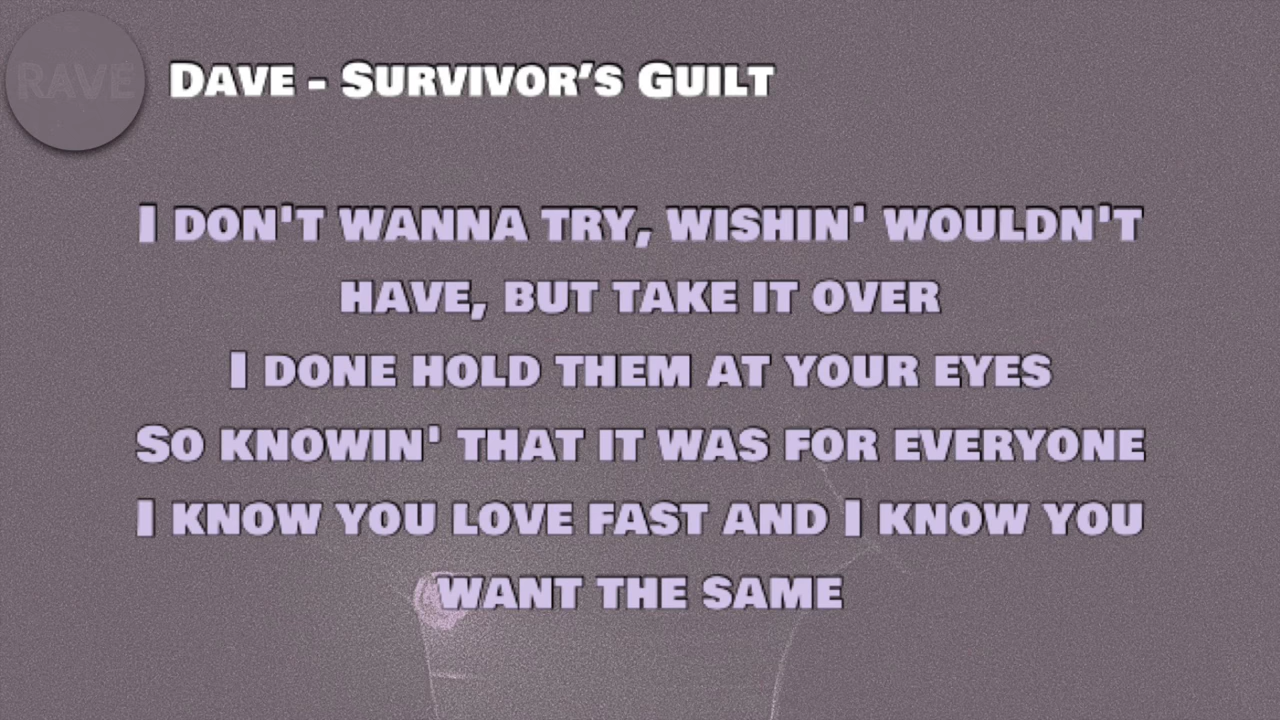 RAVE
Dave - Survivor's Guilt
I don't wanna try, wishin' wouldn't
have, but take it over
I done hold them at your eyes
So knowin' that it was for everyone
I know you love fast and I know you
want the same